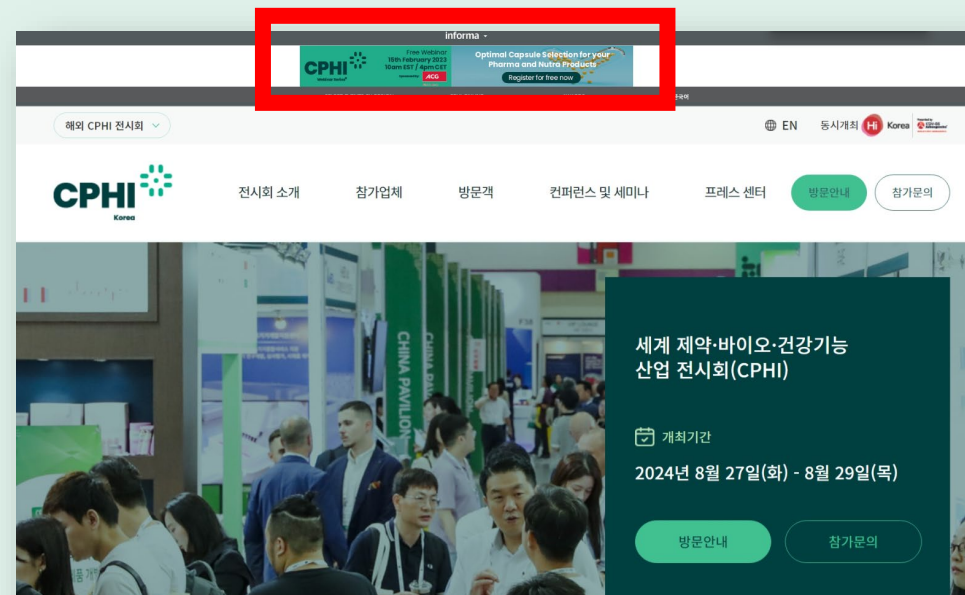 informa
CPHI
Webinar Series
Free Webinar
15th February 2023
10am EST / 4pm CET
ACG
Optimal Capsule Selection for your
Pharma and Nutra Products
Register for free now
해외 CPHI 전시회
EN 동시개최 Hi Korea
CPHI
Korea
전시회 소개 참가업체 방문객 컨퍼런스 및 세미나 프레스 센터 방문안내 참가문의
CHINA PAVILION
CHINA PAVILION
세계 제약·바이오·건강기능
산업 전시회(CPHI)
개최기간
2024년 8월 27일(화) - 8월 29일(목)
방문안내 참가문의